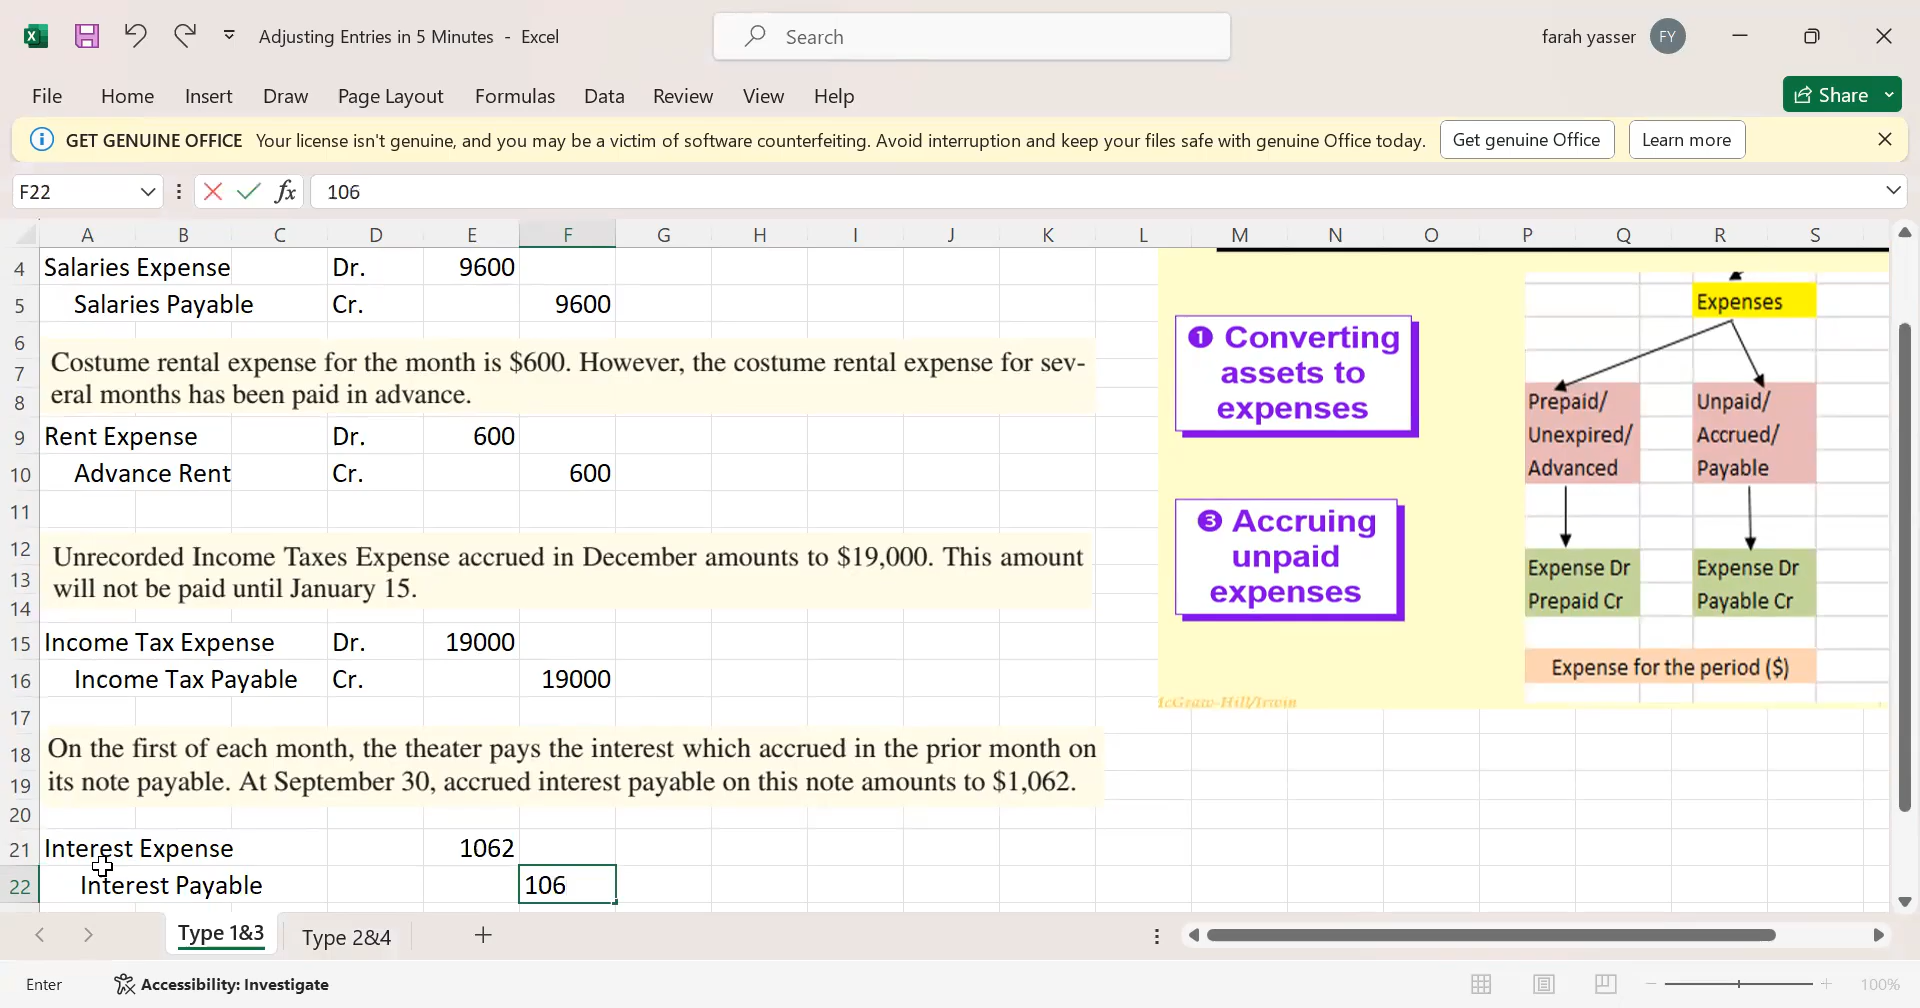 Adjusting Entries in 5 Minutes - Excel
Search
farah yasser
FY
File Home Insert Draw Page Layout Formulas Data Review View Help
Share
GET GENUINE OFFICE Your license isn't genuine, and you may be a victim of software counterfeiting. Avoid interruption and keep your files safe with genuine Office today.
Get genuine Office
Learn more
F22
fx
106
A B C D E F G H I J K L M N O P Q R S
4 Salaries Expense Dr. 9600
5 Salaries Payable Cr. 9600
6
7 Costume rental expense for the month is $600. However, the costume rental expense for sev-
8 eral months has been paid in advance.
9 Rent Expense Dr. 600
10 Advance Rent Cr. 600
11
12 Unrecorded Income Taxes Expense accrued in December amounts to $19,000. This amount
13 will not be paid until January 15.
14
15 Income Tax Expense Dr. 19000
16 Income Tax Payable Cr. 19000
17
18 On the first of each month, the theater pays the interest which accrued in the prior month on
19 its note payable. At September 30, accrued interest payable on this note amounts to $1,062.
20
21 Interest Expense 1062
22 Interest Payable 106
❶ Converting
assets to
expenses
❸ Accruing
unpaid
expenses
McGraw-Hill/Irwin
Expenses
Prepaid/
Unexpired/
Advanced
Unpaid/
Accrued/
Payable
Expense Dr
Prepaid Cr
Expense Dr
Payable Cr
Expense for the period ($)
Type 1&3
Type 2&4
Enter
Accessibility: Investigate
100%